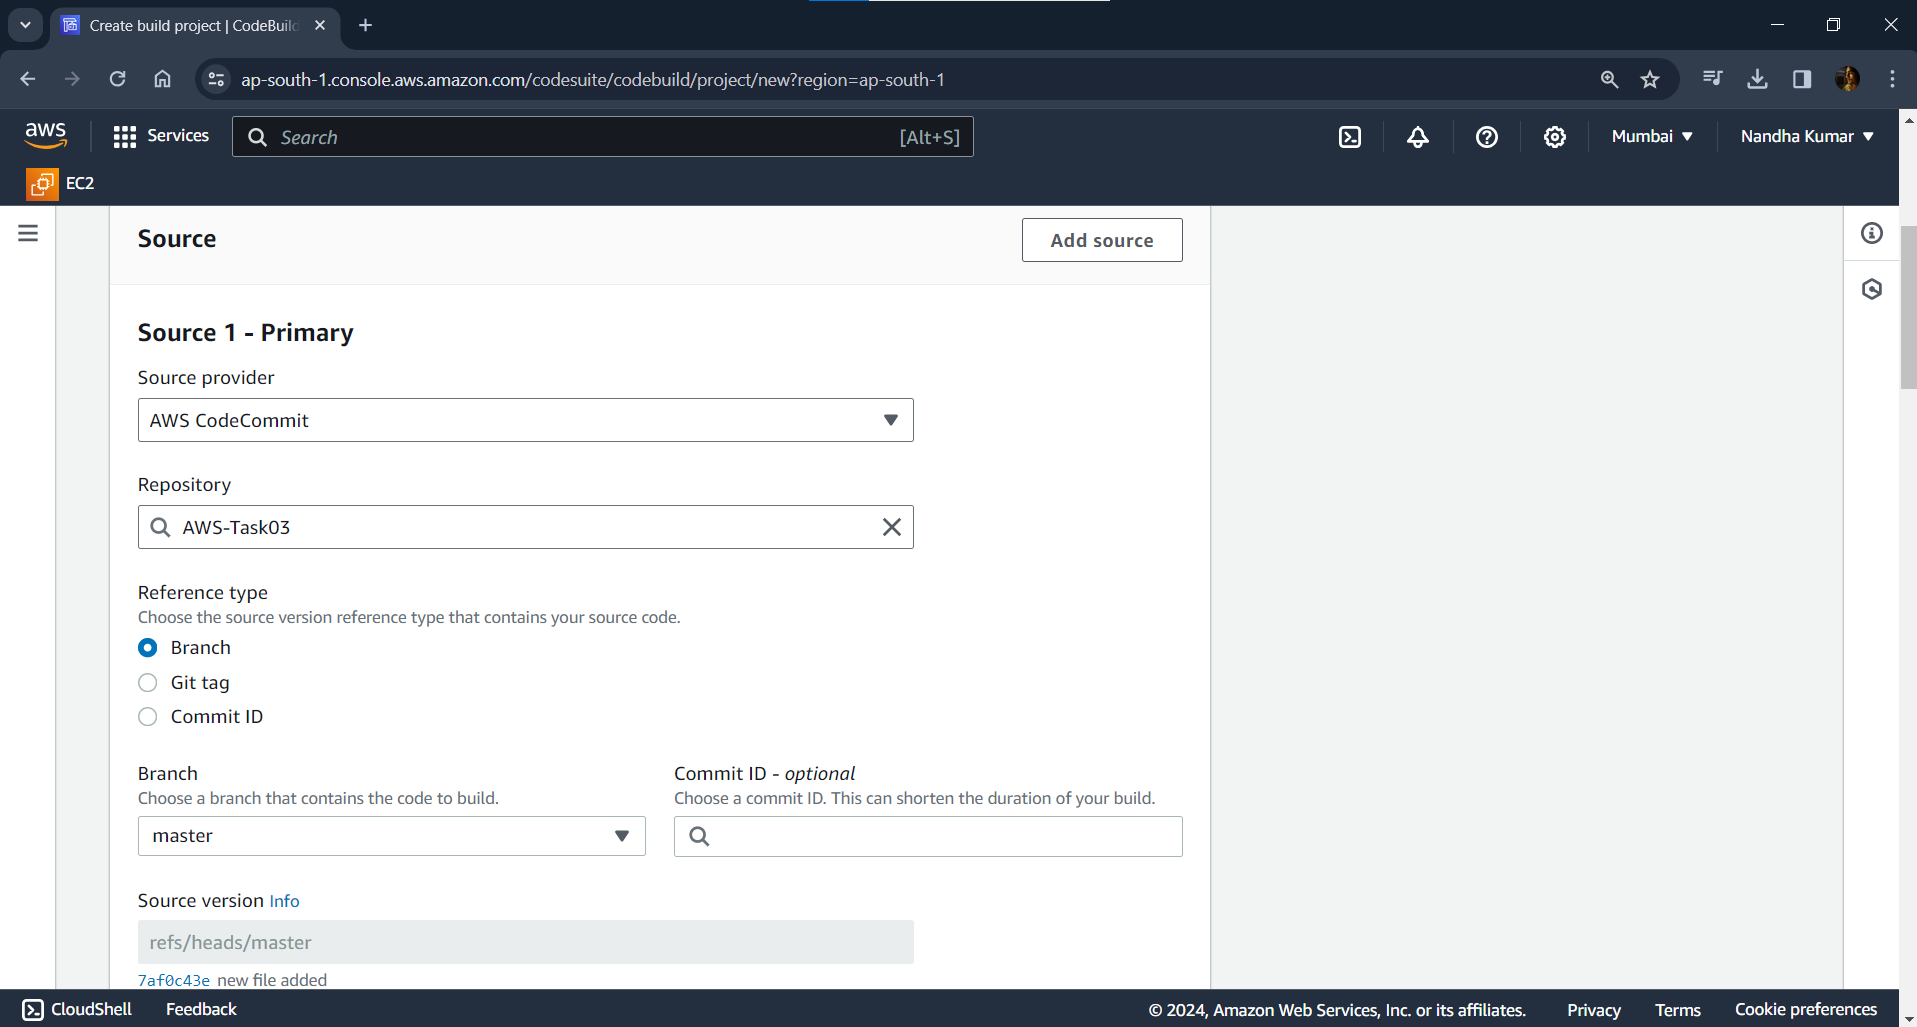 Create build project | CodeBuild
ap-south-1.console.aws.amazon.com/codesuite/codebuild/project/new?region=ap-south-1
aws
Services
Search
[Alt+S]
Mumbai
Nandha Kumar
EC2
Source
Add source
Source 1 - Primary
Source provider
AWS CodeCommit
Repository
AWS-Task03
Reference type
Choose the source version reference type that contains your source code.
Branch
Git tag
Commit ID
Branch
Choose a branch that contains the code to build.
master
Commit ID - optional
Choose a commit ID. This can shorten the duration of your build.
Source version Info
refs/heads/master
7af0c43e new file added
CloudShell
Feedback
© 2024, Amazon Web Services, Inc. or its affiliates.
Privacy
Terms
Cookie preferences